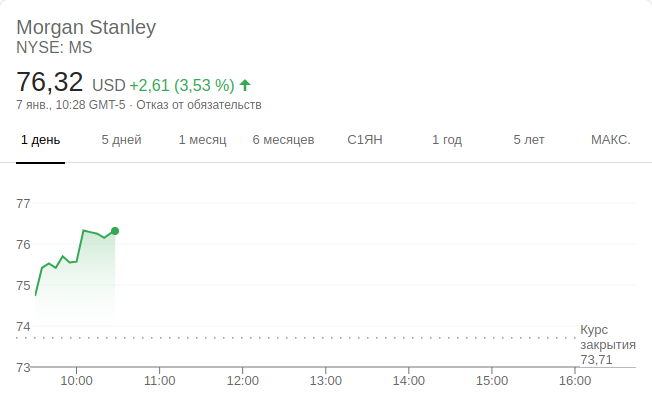 Morgan Stanley
NYSE: MS
76,32 USD +2,61 (3,53 %)
7 янв., 10:28 GMT-5 · Отказ от обязательств
1 день 5 дней 1 месяц 6 месяцев С1ЯН 1 год 5 лет МАКС.
77
76
75
74
Курс
закрытия
73,71
73
10:00 11:00 12:00 13:00 14:00 15:00 16:00